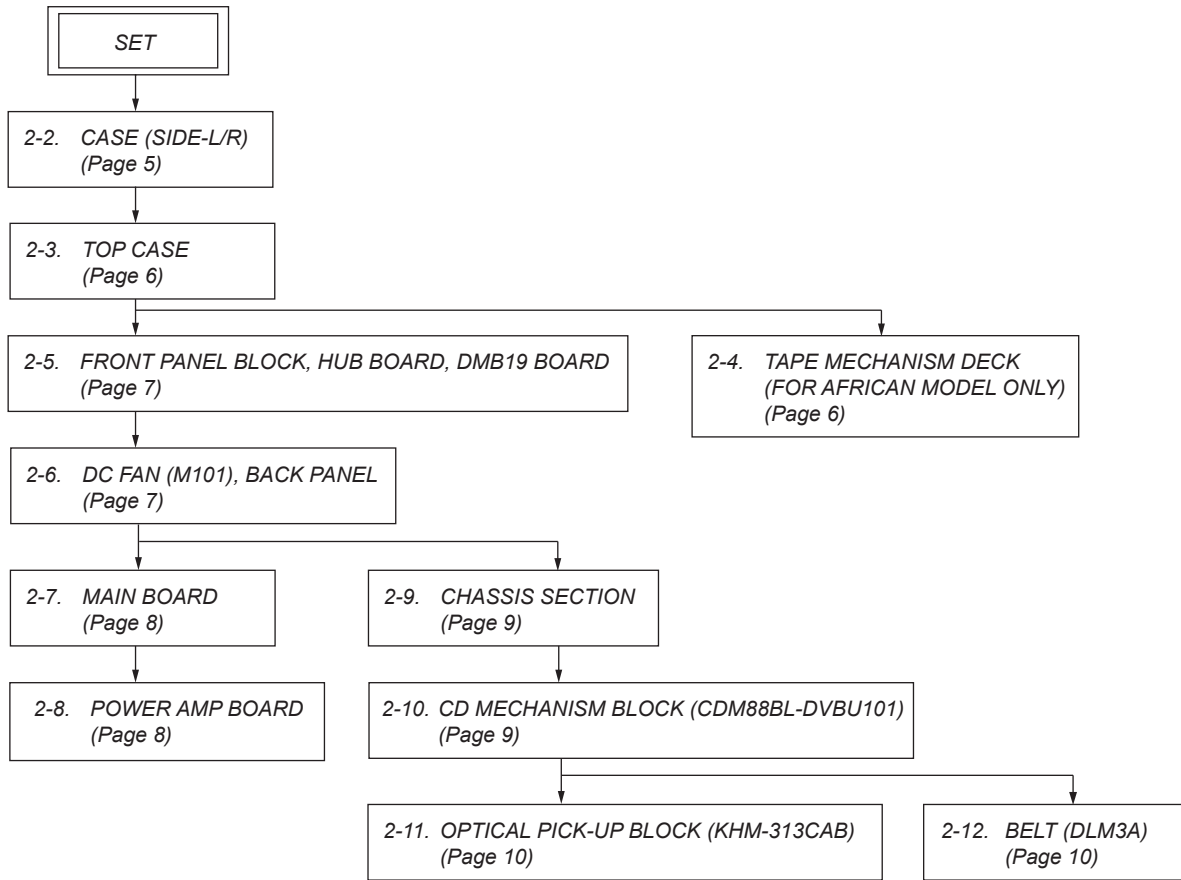 SET
2-2. CASE (SIDE-L/R)
(Page 5)
2-3. TOP CASE
(Page 6)
2-5. FRONT PANEL BLOCK, HUB BOARD, DMB19 BOARD
(Page 7)
2-4. TAPE MECHANISM DECK
(FOR AFRICAN MODEL ONLY)
(Page 6)
2-6. DC FAN (M101), BACK PANEL
(Page 7)
2-7. MAIN BOARD
(Page 8)
2-9. CHASSIS SECTION
(Page 9)
2-8. POWER AMP BOARD
(Page 8)
2-10. CD MECHANISM BLOCK (CDM88BL-DVBU101)
(Page 9)
2-11. OPTICAL PICK-UP BLOCK (KHM-313CAB)
(Page 10)
2-12. BELT (DLM3A)
(Page 10)